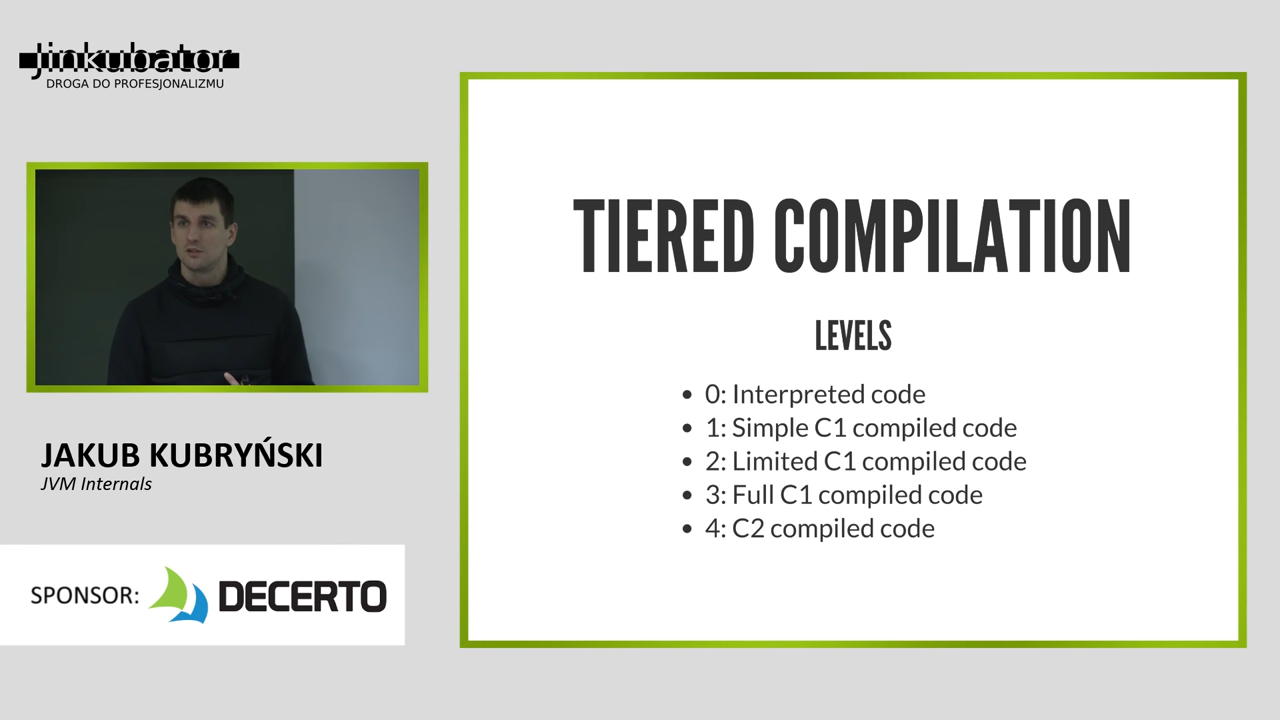 Jinkubator
DROGA DO PROFESJONALIZMU
JAKUB KUBRYŃSKI
JVM Internals
SPONSOR: DECERTO
TIERED COMPILATION
LEVELS
• 0: Interpreted code
• 1: Simple C1 compiled code
• 2: Limited C1 compiled code
• 3: Full C1 compiled code
• 4: C2 compiled code